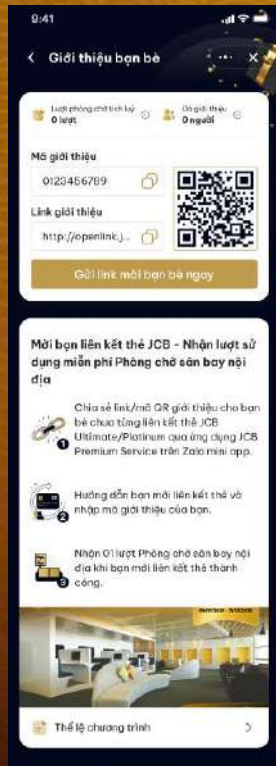 9:41
Giới thiệu bạn bè
Lượt phòng chờ tích luỹ
0 lượt
Đã giới thiệu
0 người
Mã giới thiệu
0123456789
Link giới thiệu
http://openlink.j...
Gửi link mời bạn bè ngay
Mời bạn liên kết thẻ JCB - Nhận lượt sử
dụng miễn phí Phòng chờ sân bay nội
địa
Chia sẻ link/mã QR giới thiệu cho bạn
bè chưa từng liên kết thẻ JCB
Ultimate/Platinum qua ứng dụng JCB
Premium Service trên Zalo mini app.
1
Hướng dẫn bạn mới liên kết thẻ và
nhập mã giới thiệu của bạn.
2
Nhận 01 lượt Phòng chờ sân bay nội
địa khi bạn mới liên kết thẻ thành
công.
3
Thể lệ chương trình